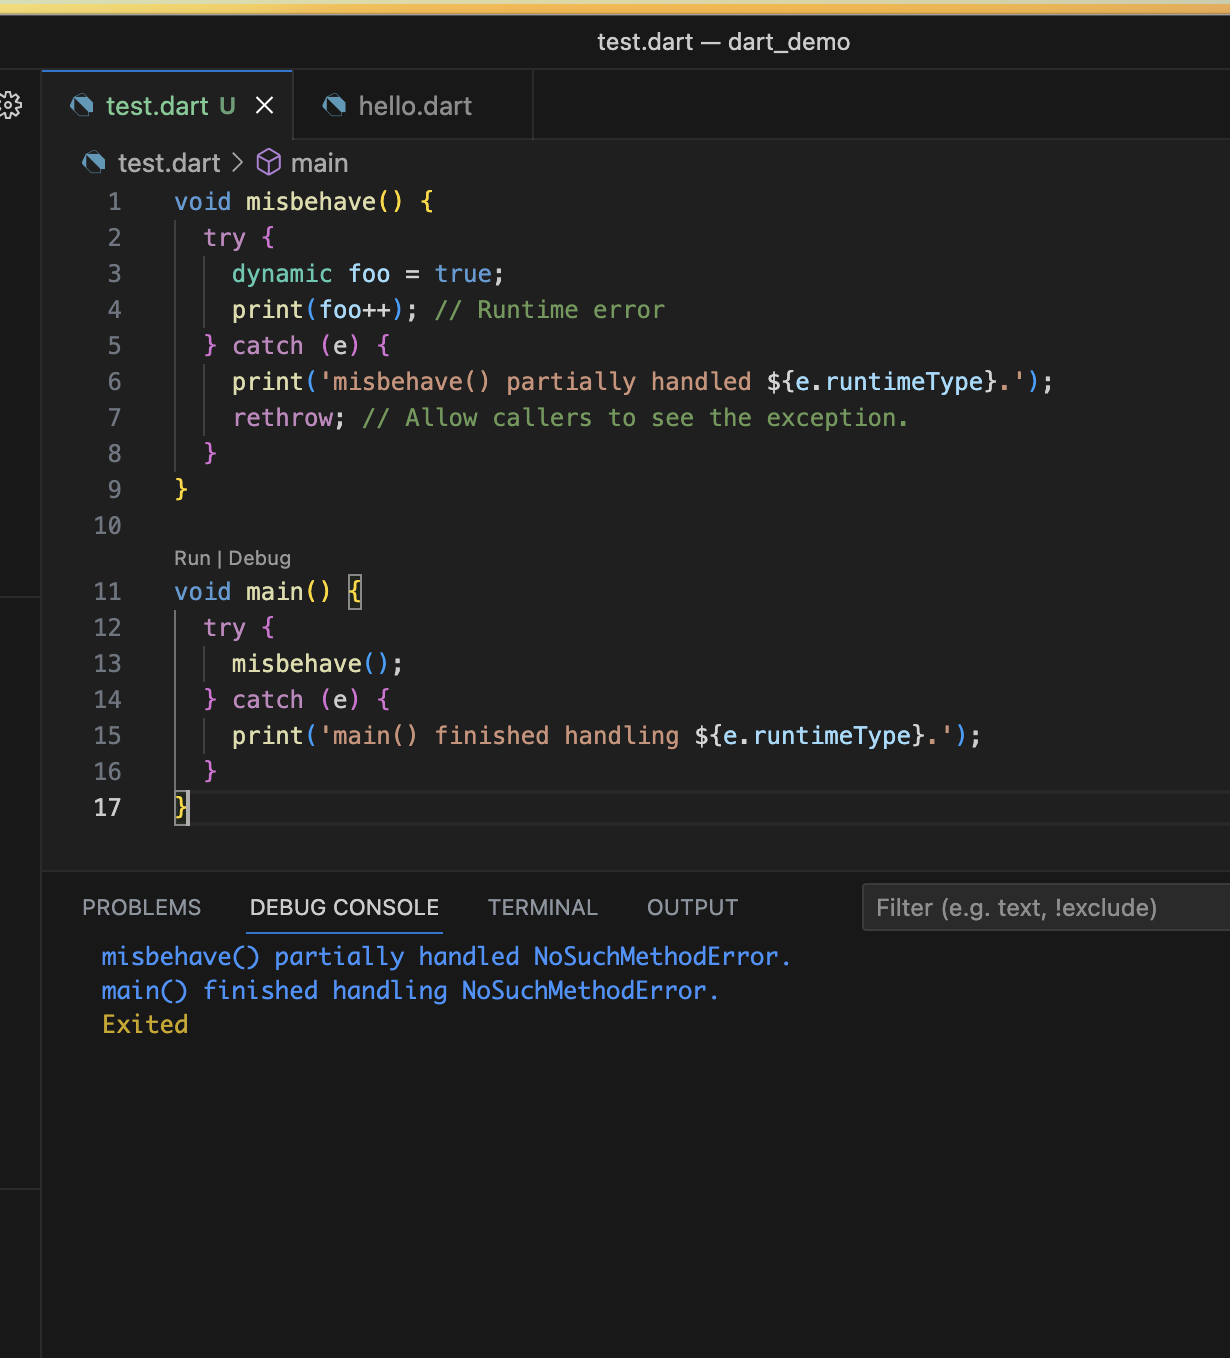 test.dart — dart_demo
test.dart U hello.dart
test.dart > main
1 void misbehave() {
2   try {
3     dynamic foo = true;
4     print(foo++); // Runtime error
5   } catch (e) {
6     print('misbehave() partially handled ${e.runtimeType}.');
7     rethrow; // Allow callers to see the exception.
8   }
9 }
10
Run | Debug
11 void main() {
12   try {
13     misbehave();
14   } catch (e) {
15     print('main() finished handling ${e.runtimeType}.');
16   }
17 }
PROBLEMS DEBUG CONSOLE TERMINAL OUTPUT Filter (e.g. text, !exclude)
misbehave() partially handled NoSuchMethodError.
main() finished handling NoSuchMethodError.
Exited